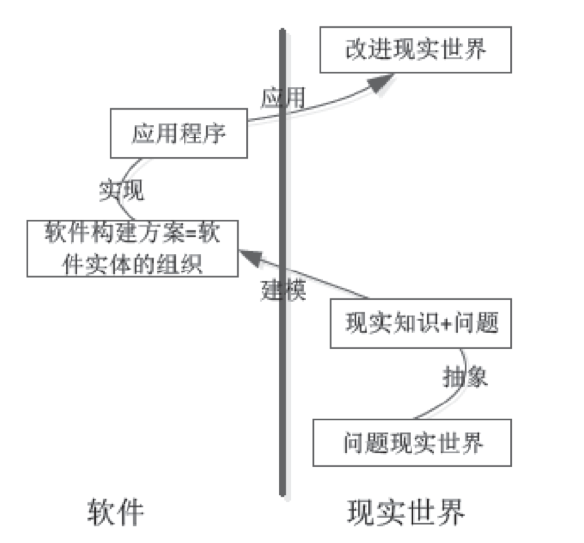 改进现实世界
应用
应用程序
实现
软件构建方案=软
件实体的组织
建模
现实知识+问题
抽象
问题现实世界
软件
现实世界